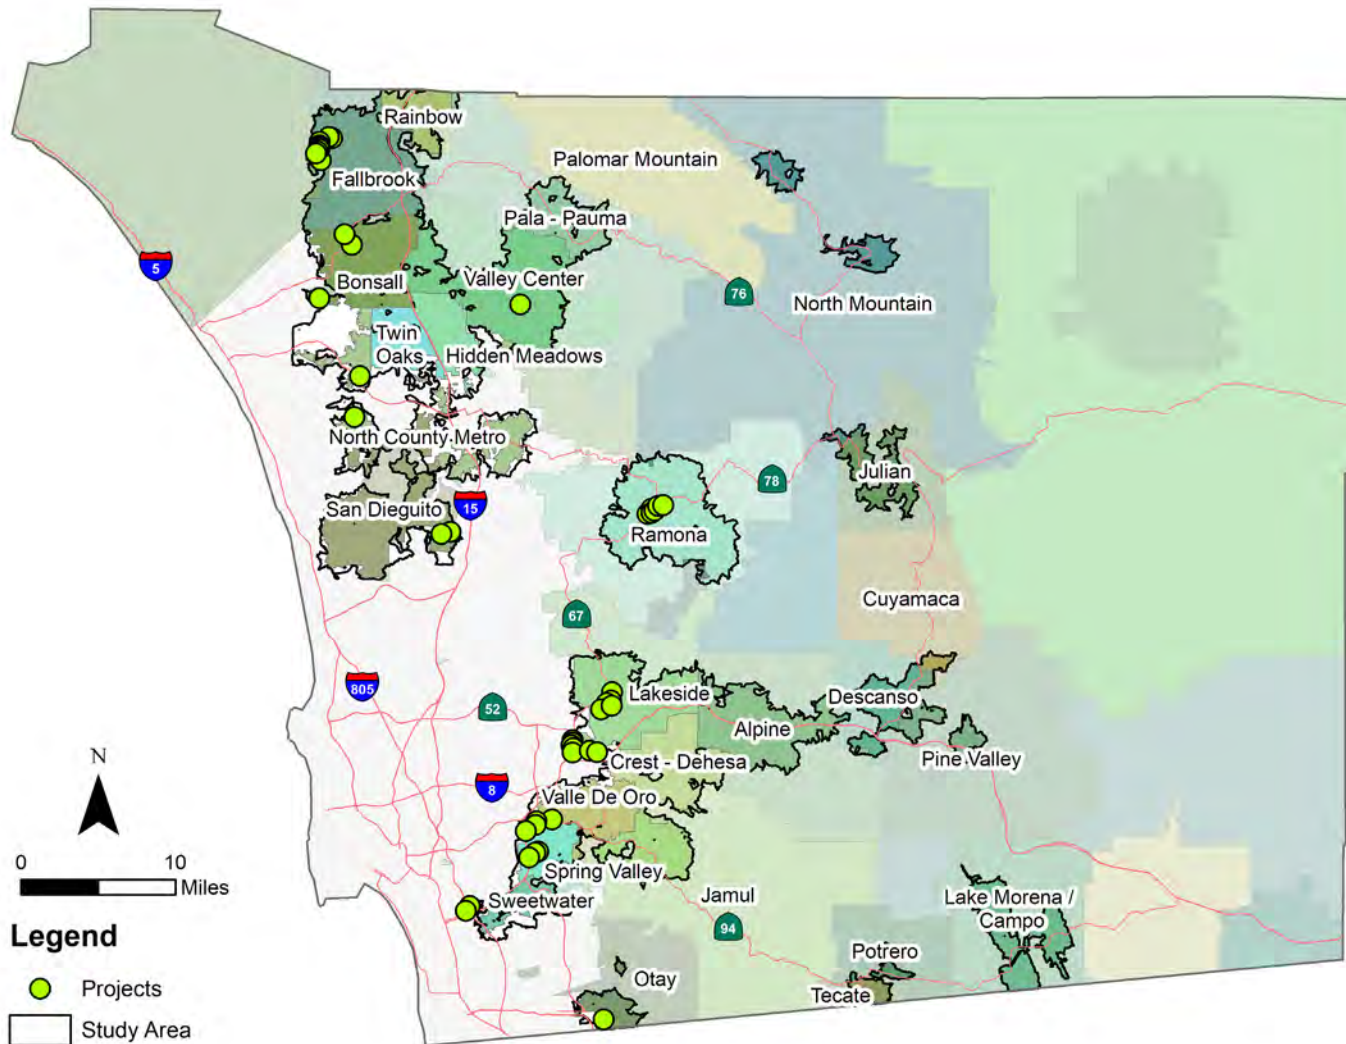 Rainbow
Palomar Mountain
Fallbrook
Pala - Pauma
5
Bonsall
Valley Center
76
North Mountain
Twin
Oaks
Hidden Meadows
North County Metro
78
Julian
San Dieguito
15
Ramona
Cuyamaca
67
805
52
Lakeside
Descanso
Alpine
Pine Valley
N
Crest - Dehesa
8
Valle De Oro
0 10
Miles
Spring Valley
Jamul
Sweetwater
Lake Morena /
Campo
94
Legend
Potrero
Otay
Projects
Tecate
Study Area